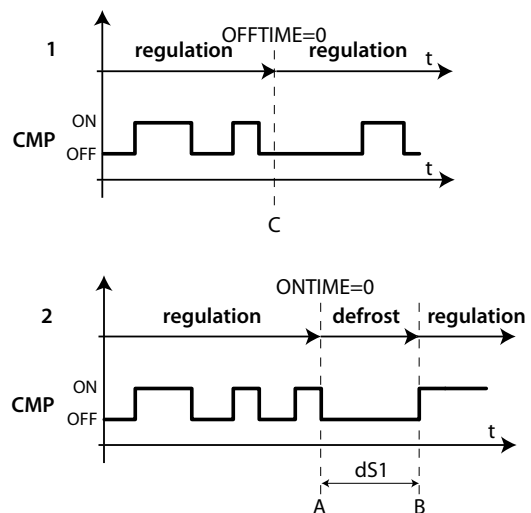 OFFTIME=0
1
regulation
regulation
t
ON
CMP
OFF
t
C
ONTIME=0
2
regulation
defrost
regulation
ON
CMP
OFF
t
dS1
A
B